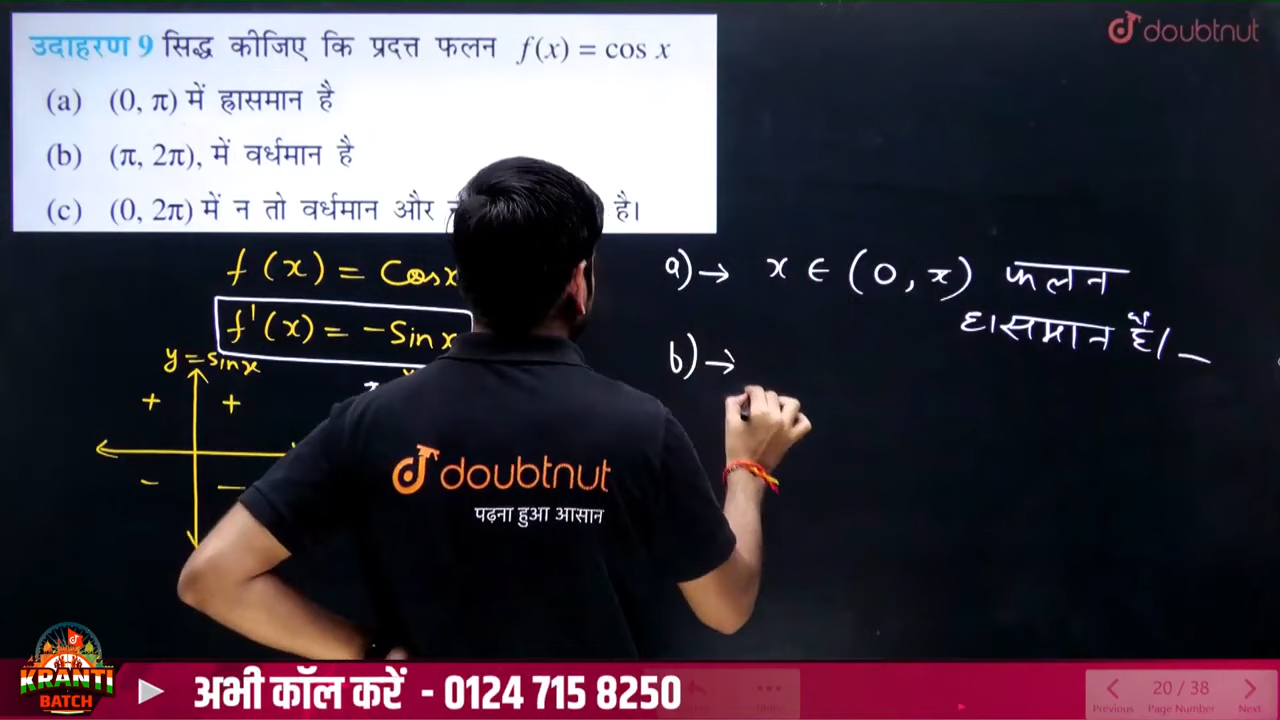 doubtnut
उदाहरण 9 सिद्ध कीजिए कि प्रदत्त फलन f(x) = cos x
(a) (0, π) में ह्रासमान है
(b) (π, 2π), में वर्धमान है
(c) (0, 2π) में न तो वर्धमान और है।
f(x) = Cosx
f'(x) = -Sinx
y = sinx
+ +
- -
a)→ x ∈ (0, π) फलन
ह्रासमान है।
b)→
doubtnut
पढ़ना हुआ आसान
KRANTI
BATCH
अभी कॉल करें - 0124 715 8250
20 / 38
Previous Page Number Next